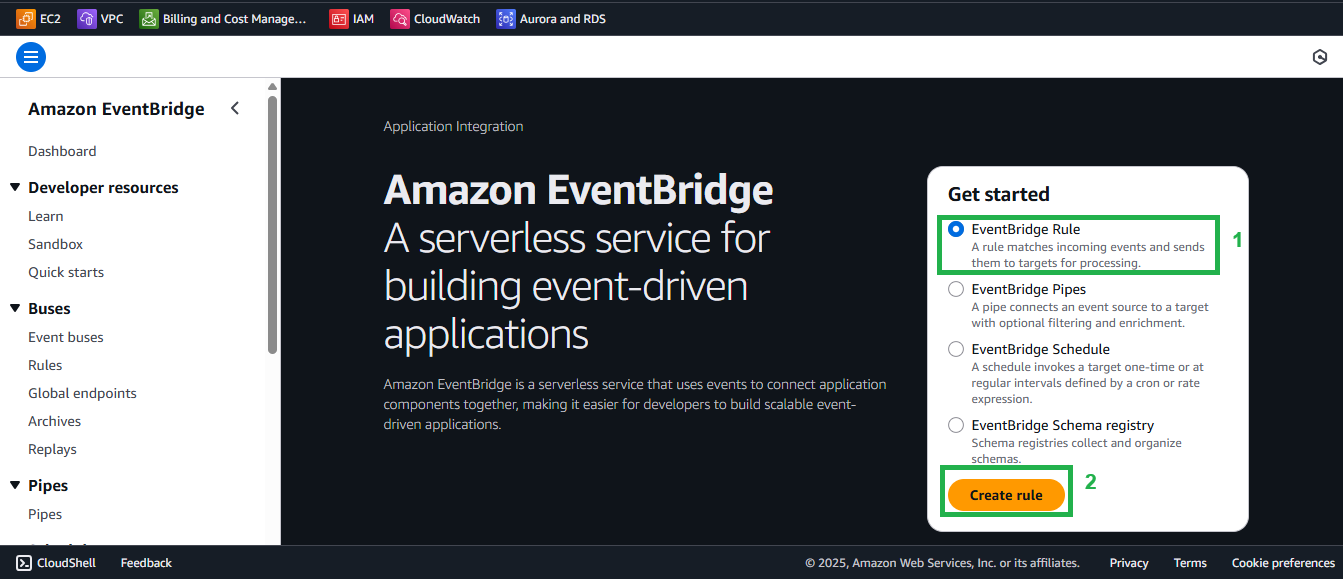 EC2 VPC Billing and Cost Manage... IAM CloudWatch Aurora and RDS
Amazon EventBridge
Dashboard
Developer resources
Learn
Sandbox
Quick starts
Buses
Event buses
Rules
Global endpoints
Archives
Replays
Pipes
Pipes
Application Integration
Amazon EventBridge
A serverless service for
building event-driven
applications
Amazon EventBridge is a serverless service that uses events to connect application
components together, making it easier for developers to build scalable event-
driven applications.
Get started
EventBridge Rule
A rule matches incoming events and sends
them to targets for processing.
1
EventBridge Pipes
A pipe connects an event source to a target
with optional filtering and enrichment.
EventBridge Schedule
A schedule invokes a target one-time or at
regular intervals defined by a cron or rate
expression.
EventBridge Schema registry
Schema registries collect and organize
schemas.
Create rule
2
CloudShell Feedback © 2025, Amazon Web Services, Inc. or its affiliates. Privacy Terms Cookie preferences